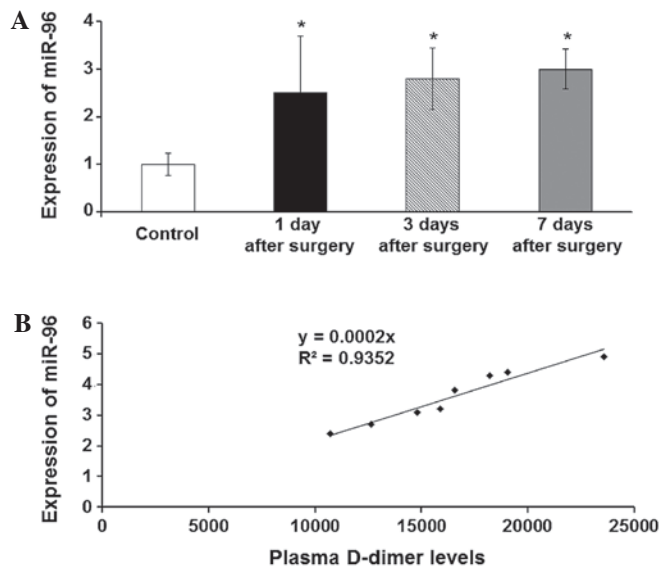 A
Expression of miR-96
4
3
2
1
0
*
*
*
Control
1 day
after surgery
3 days
after surgery
7 days
after surgery
B
Expression of miR-96
6
5
4
3
2
1
0
y = 0.0002x
R² = 0.9352
0
5000
10000
15000
20000
25000
Plasma D-dimer levels